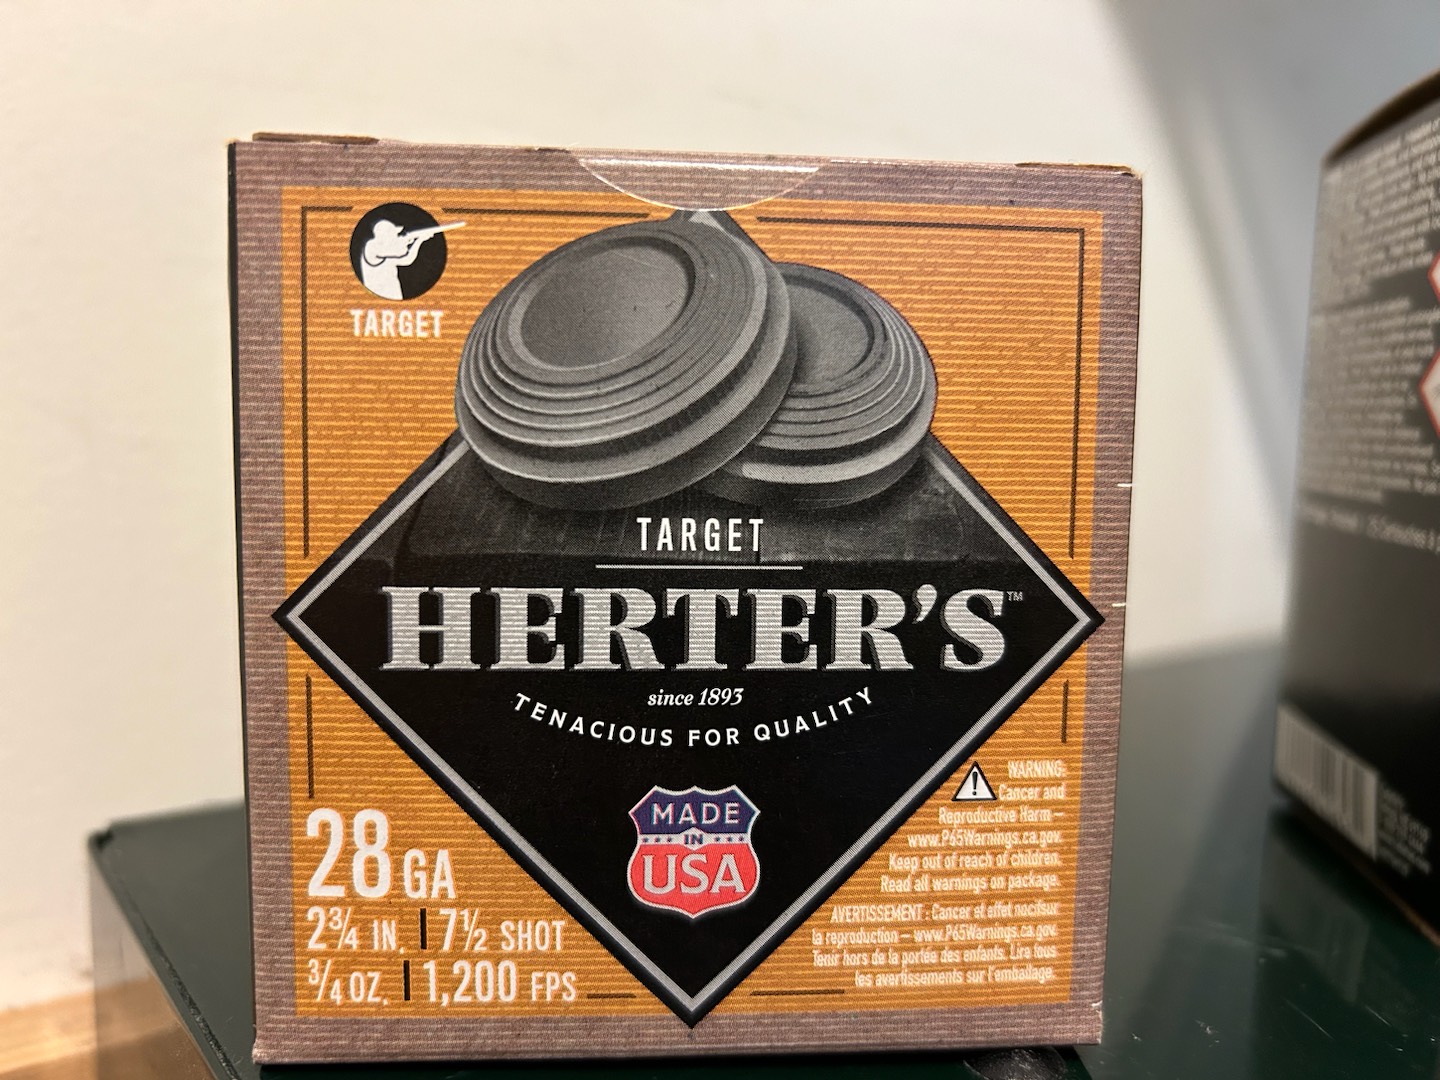 TARGET
TARGET
HERTER'S™
since 1893
TENACIOUS FOR QUALITY
MADE
IN
USA
28 GA
2¾ IN. | 7½ SHOT
¾ OZ. | 1,200 FPS
WARNING:
Cancer and
Reproductive Harm –
www.P65Warnings.ca.gov.
Keep out of reach of children.
Read all warnings on package.
AVERTISSEMENT : Cancer et effet nocifsur
la reproduction – www.P65Warnings.ca.gov.
Tenir hors de la portée des enfants. Lire tous
les avertissements sur l'emballage.